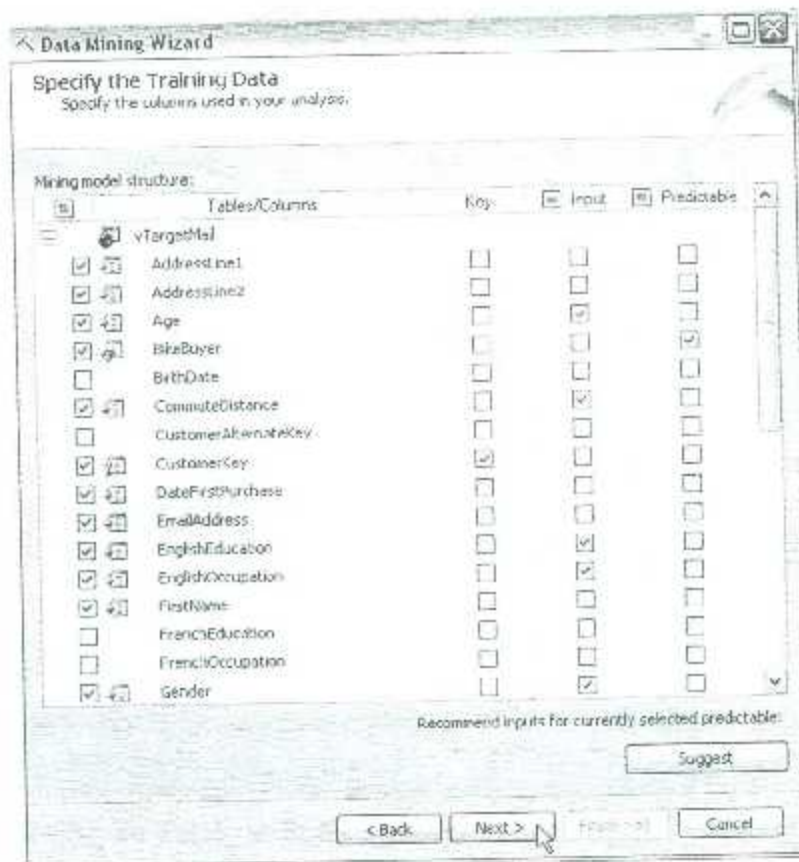 Data Mining Wizard
Specify the Training Data
Specify the columns used in your analysis.
Mining model structure:
Tables/Columns Key Input Predictable
vTargetMail
AddressLine1
AddressLine2
Age
BikeBuyer
BirthDate
CommuteDistance
CustomerAlternateKey
CustomerKey
DateFirstPurchase
EmailAddress
EnglishEducation
EnglishOccupation
FirstName
FrenchEducation
FrenchOccupation
Gender
Recommend inputs for currently selected predictable:
Suggest
< Back Next > Cancel